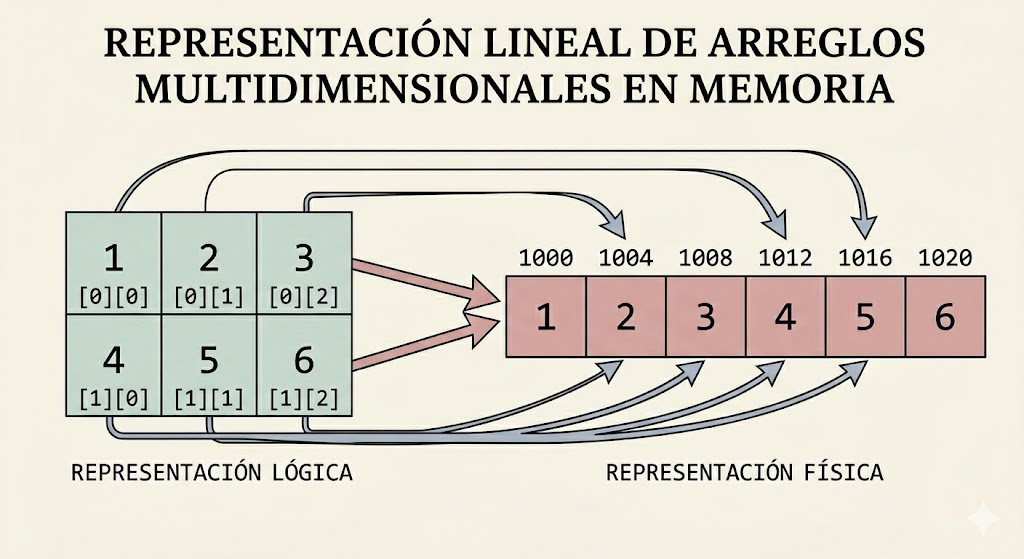 REPRESENTACIÓN LINEAL DE ARREGLOS
MULTIDIMENSIONALES EN MEMORIA
1 2 3
[0][0] [0][1] [0][2]
4 5 6
[1][0] [1][1] [1][2]
1000 1004 1008 1012 1016 1020
1 2 3 4 5 6
REPRESENTACIÓN LÓGICA
REPRESENTACIÓN FÍSICA